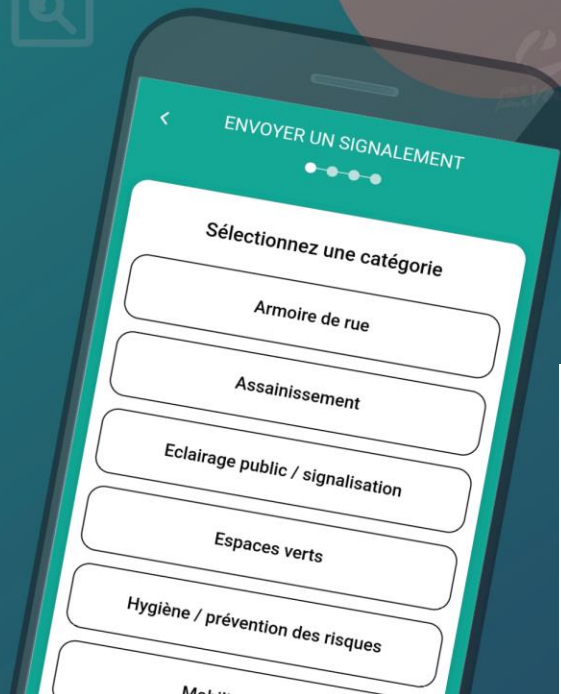 ENVOYER UN SIGNALEMENT
Sélectionnez une catégorie
Armoire de rue
Assainissement
Eclairage public / signalisation
Espaces verts
Hygiène / prévention des risques